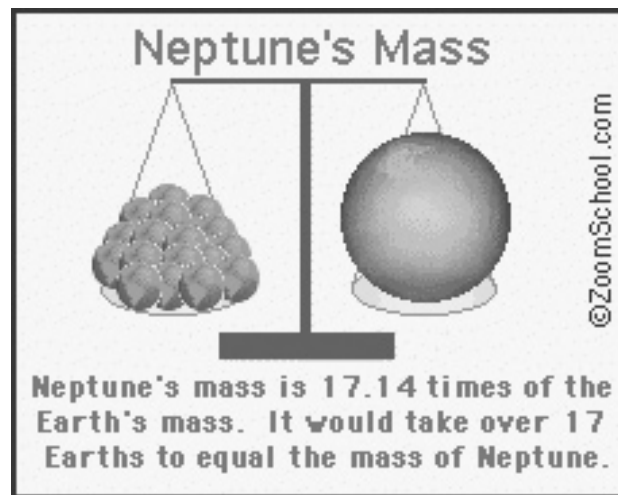 Neptune's Mass
©ZoomSchool.com
Neptune's mass is 17.14 times of the
Earth's mass. It would take over 17
Earths to equal the mass of Neptune.